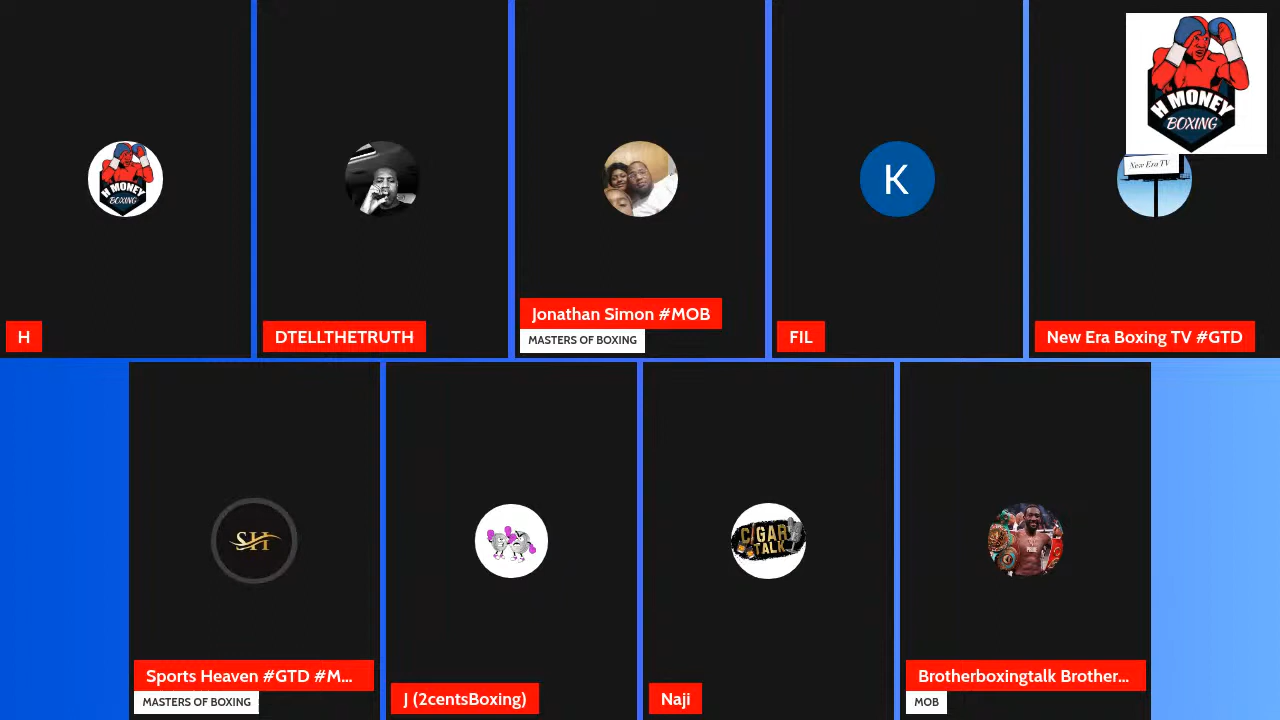 H MONEY
BOXING
H MONEY
BOXING
K
New Era TV
H
DTELLTHETRUTH
Jonathan Simon #MOB
MASTERS OF BOXING
FIL
New Era Boxing TV #GTD
SH
CIGAR
TALK
Sports Heaven #GTD #M...
MASTERS OF BOXING
J (2centsBoxing)
Naji
Brotherboxingtalk Brother...
MOB